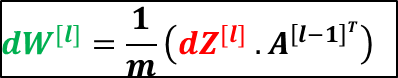 dW^[l] = 1/m (dZ^[l] . A^[l-1]^T)